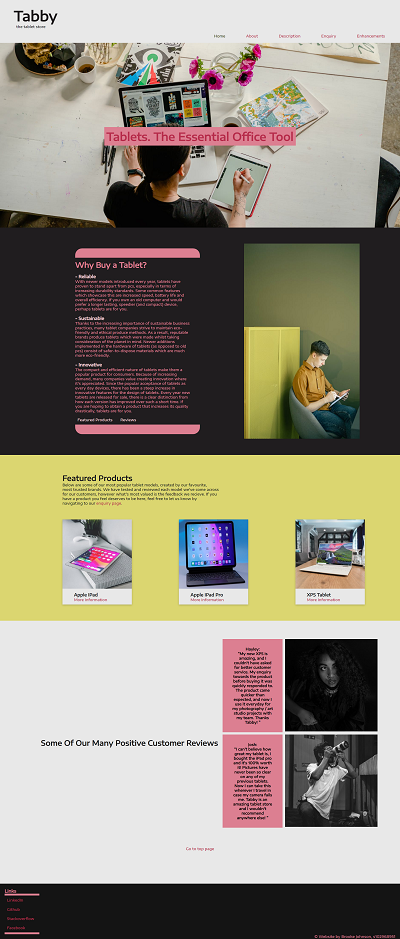 Tabby
the tablet store
Home
About
Description
Enquiry
Enhancements
Tablets. The Essential Office Tool
Why Buy a Tablet?
- Reliable
With newer models introduced every year, tablets have
proven to stand apart from pcs, especially in terms of
increasing durability standards. Some common features
which showcase this are increased speed, battery life and
overall efficiency. If you own an old computer and would
prefer a longer lasting, speedier (and compact) device,
perhaps tablets are for you.
- Sustainable
Thanks to the increasing importance of sustainable business
practices, many tablet companies strive to maintain eco-
friendly and ethical produce methods. As a result, reputable
brands produce tablets which were made whilst taking
consideration of the planet in mind. Newer additions
implemented in the hardware of tablets (as opposed to old
pcs) consist of safer-to-dispose materials which are much
more eco-friendly.
- Innovative
The compact and efficient nature of tablets make them a
popular product for consumers. Because of increasing
demand, many companies value creating innovation where
it's appreciated. Since the popular acceptance of tablets as
every day devices, there has been a steep increase in
innovative features for the design of tablets. Every year new
tablets are released for sale, there is a clear distinction from
how each version has improved over such a short time. If
you are hoping to obtain a product that increases its quality
drastically, tablets are for you.
Featured Products
Reviews
Featured Products
Below are some of our most popular tablet models, created by our favourite,
most trusted brands. We have tested and reviewed each model we've come across
for our customers, however what's most valued is the feedback we recieve. If you
have a product you feel deserves to be here, feel free to let us know by
navigating to our enquiry page.
Apple iPad
More Information
Apple iPad Pro
More Information
XPS Tablet
More Information
Some Of Our Many Positive Customer Reviews
Hayley:
"My new XPS is
amazing, and I
couldn't have asked
for better customer
service. My enquiry
towards the product
before buying it was
quickly responded to.
The product came
quicker than
expected, and now I
use it everyday for
my photography / art
studio projects with
my team. Thanks
Tabby! "
Josh:
"I can't believe how
great my tablet is, I
bought the iPad pro
and it's 100% worth
it! Pictures have
never been so clear
on any of my
previous tablets.
Now I can take this
wherever I travel in
case my camera fails
me. Tabby is an
amazing tablet store
and I wouldn't
recommend
anywhere else! "
Go to top page
Links
LinkedIn
Github
Stackoverflow
Facebook